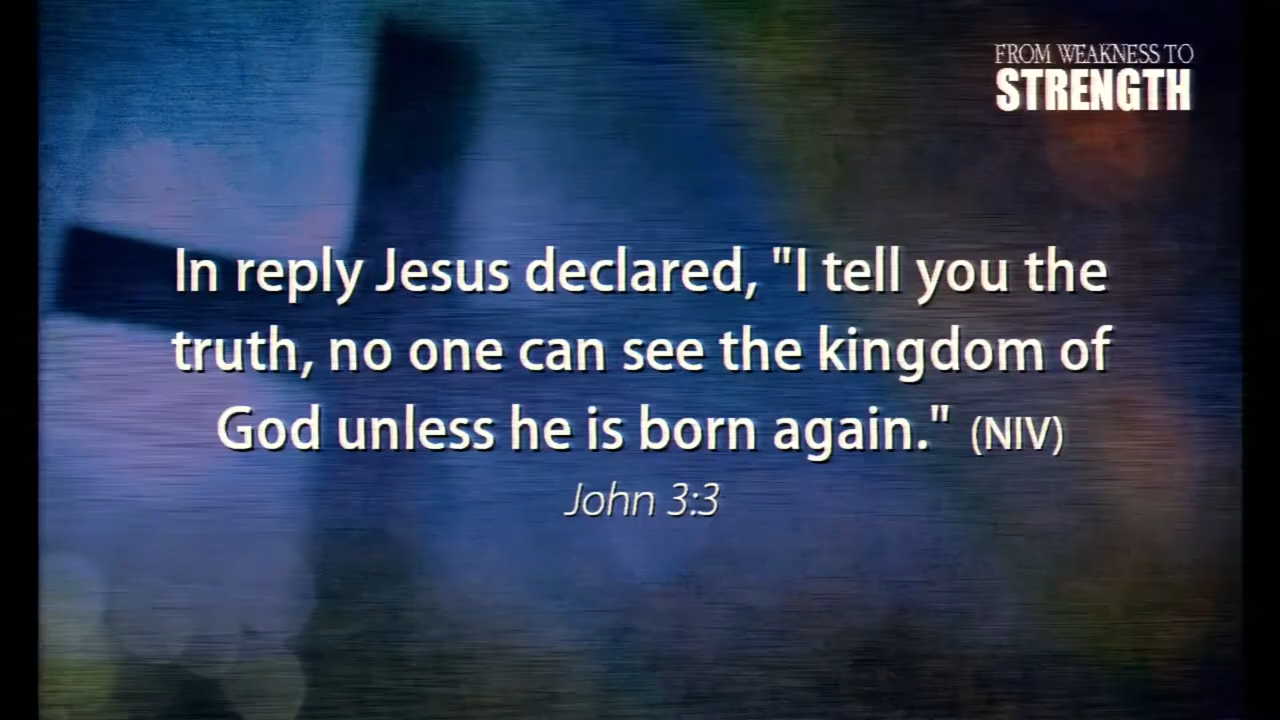 FROM WEAKNESS TO
STRENGTH
In reply Jesus declared, "I tell you the
truth, no one can see the kingdom of
God unless he is born again." (NIV)
John 3:3